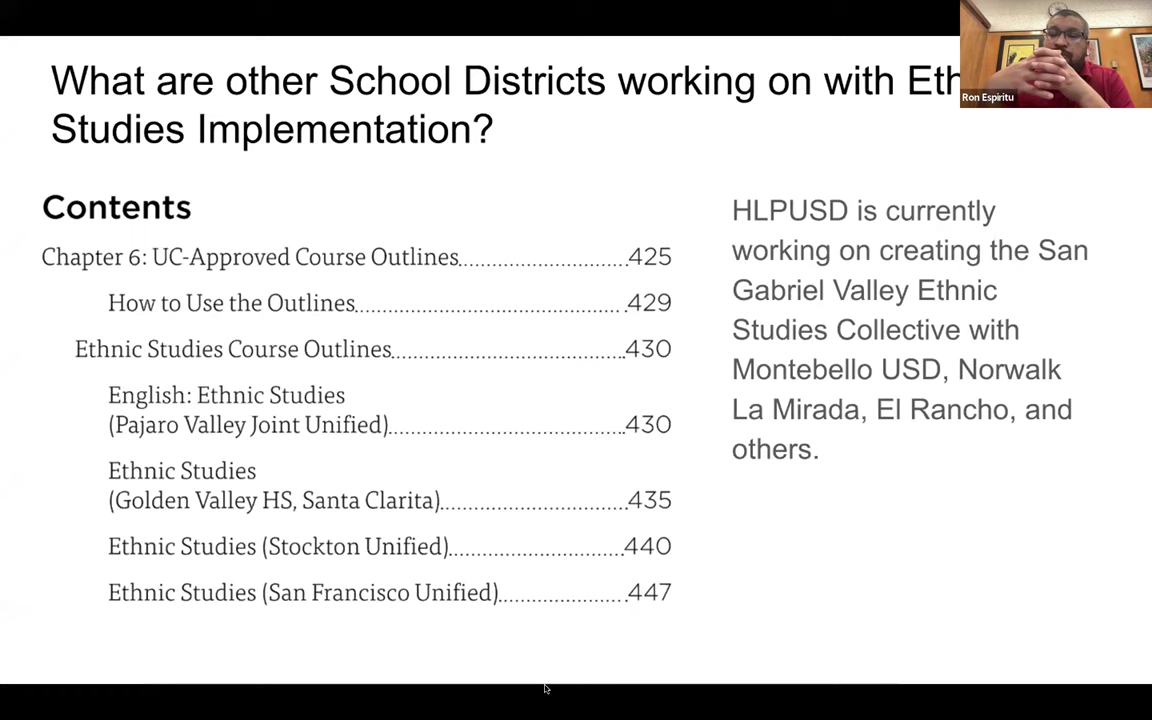 What are other School Districts working on with Eth
Studies Implementation?
Ron Espiritu
Contents
Chapter 6: UC-Approved Course Outlines..............................425
How to Use the Outlines..............................................429
Ethnic Studies Course Outlines........................................430
English: Ethnic Studies
(Pajaro Valley Joint Unified).........................................430
Ethnic Studies
(Golden Valley HS, Santa Clarita)................................435
Ethnic Studies (Stockton Unified)..............................440
Ethnic Studies (San Francisco Unified)......................447
HLPUSD is currently
working on creating the San
Gabriel Valley Ethnic
Studies Collective with
Montebello USD, Norwalk
La Mirada, El Rancho, and
others.